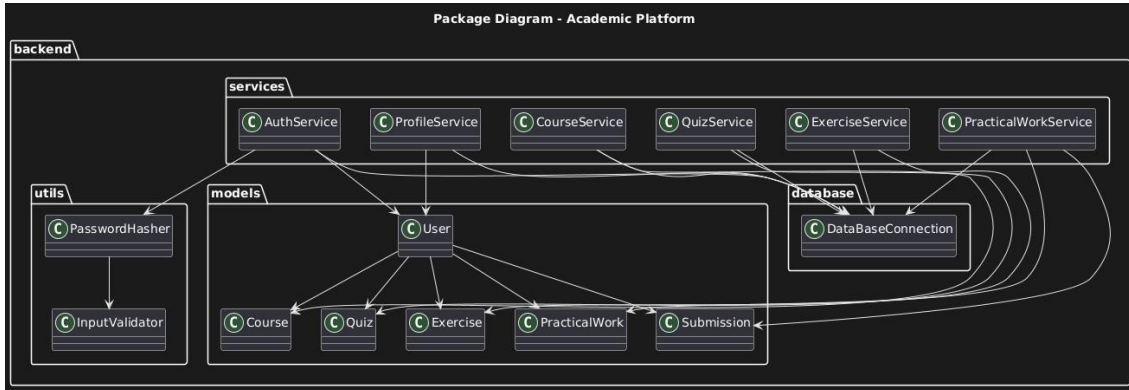 Package Diagram - Academic Platform
backend
services
C AuthService
C ProfileService
C CourseService
C QuizService
C ExerciseService
C PracticalWorkService
utils
models
database
C PasswordHasher
C User
C DataBaseConnection
C InputValidator
C Course
C Quiz
C Exercise
C PracticalWork
C Submission